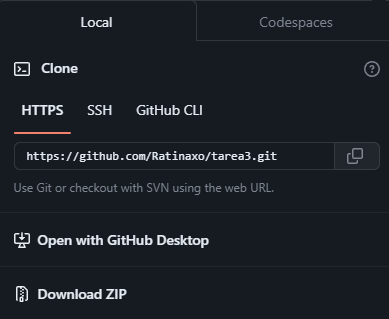 Local
Codespaces
Clone
HTTPS
SSH
GitHub CLI
https://github.com/Ratinaxo/tarea3.git
Use Git or checkout with SVN using the web URL.
Open with GitHub Desktop
Download ZIP